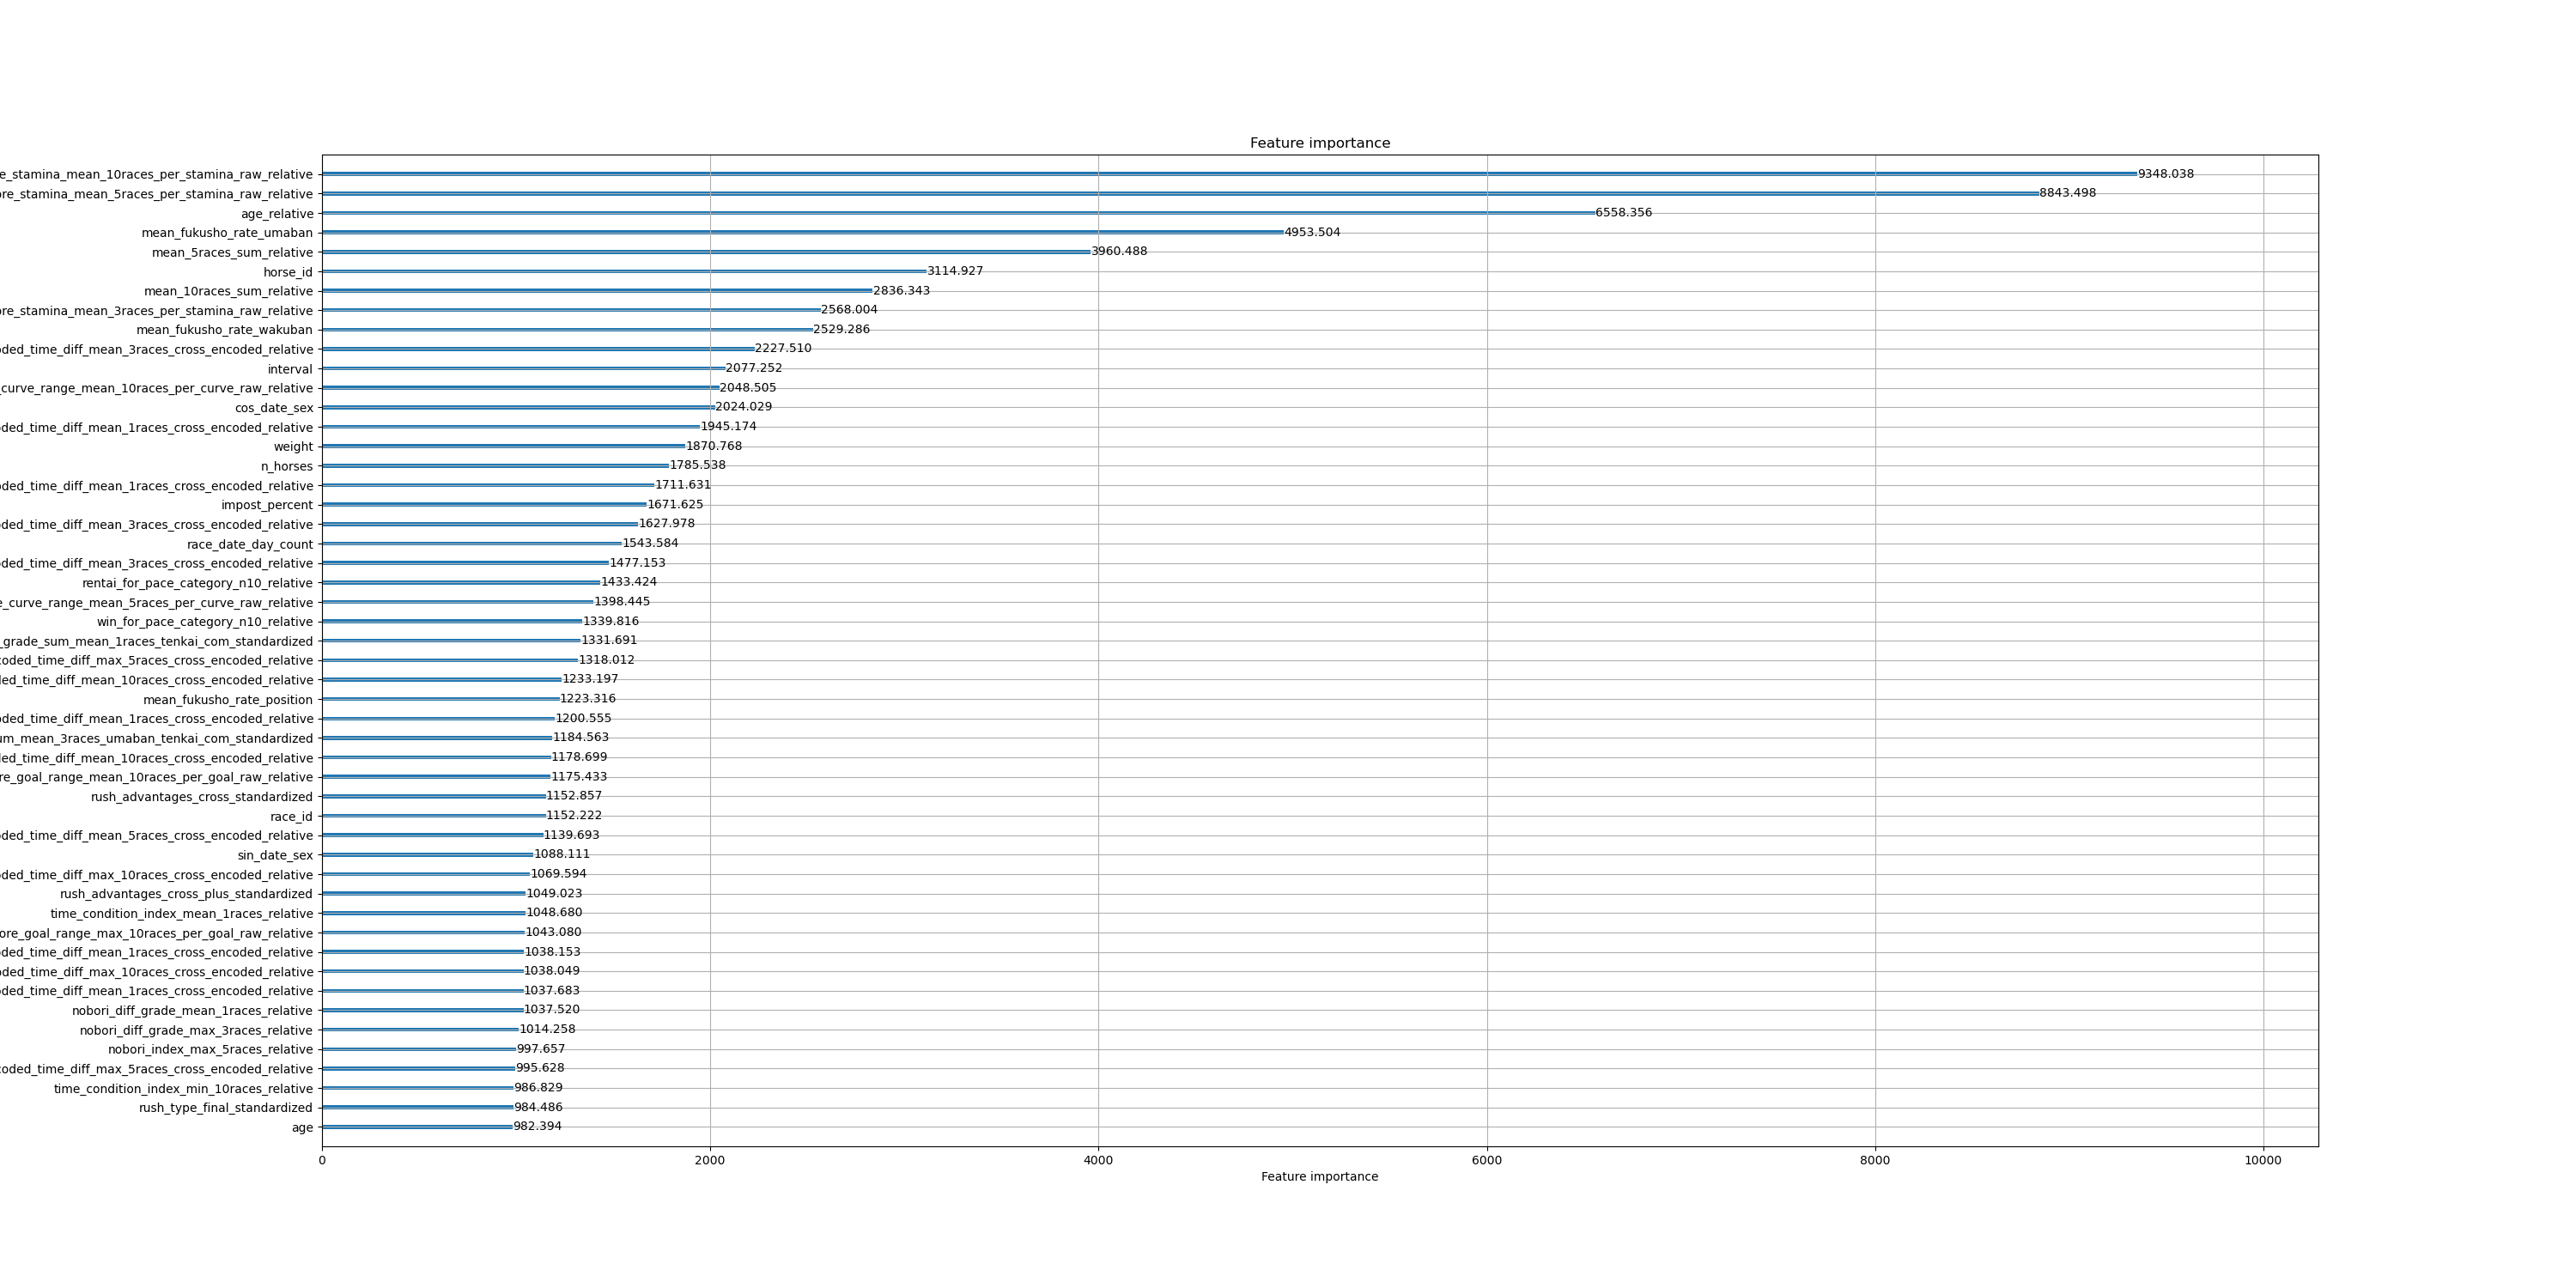 Feature importance
e_stamina_mean_10races_per_stamina_raw_relative 9348.038
ore_stamina_mean_5races_per_stamina_raw_relative 8843.498
age_relative 6558.356
mean_fukusho_rate_umaban 4953.504
mean_5races_sum_relative 3960.488
horse_id 3114.927
mean_10races_sum_relative 2836.343
ore_stamina_mean_3races_per_stamina_raw_relative 2568.004
mean_fukusho_rate_wakuban 2529.286
oded_time_diff_mean_3races_cross_encoded_relative 2227.510
interval 2077.252
_curve_range_mean_10races_per_curve_raw_relative 2048.505
cos_date_sex 2024.029
oded_time_diff_mean_1races_cross_encoded_relative 1945.174
weight 1870.768
n_horses 1785.538
oded_time_diff_mean_1races_cross_encoded_relative 1711.631
impost_percent 1671.625
oded_time_diff_mean_3races_cross_encoded_relative 1627.978
race_date_day_count 1543.584
oded_time_diff_mean_3races_cross_encoded_relative 1477.153
rentai_for_pace_category_n10_relative 1433.424
e_curve_range_mean_5races_per_curve_raw_relative 1398.445
win_for_pace_category_n10_relative 1339.816
_grade_sum_mean_1races_tenkai_com_standardized 1331.691
coded_time_diff_max_5races_cross_encoded_relative 1318.012
ded_time_diff_mean_10races_cross_encoded_relative 1233.197
mean_fukusho_rate_position 1223.316
oded_time_diff_mean_1races_cross_encoded_relative 1200.555
um_mean_3races_umaban_tenkai_com_standardized 1184.563
ded_time_diff_mean_10races_cross_encoded_relative 1178.699
re_goal_range_mean_10races_per_goal_raw_relative 1175.433
rush_advantages_cross_standardized 1152.857
race_id 1152.222
oded_time_diff_mean_5races_cross_encoded_relative 1139.693
sin_date_sex 1088.111
oded_time_diff_max_10races_cross_encoded_relative 1069.594
rush_advantages_cross_plus_standardized 1049.023
time_condition_index_mean_1races_relative 1048.680
ore_goal_range_max_10races_per_goal_raw_relative 1043.080
oded_time_diff_mean_1races_cross_encoded_relative 1038.153
oded_time_diff_max_10races_cross_encoded_relative 1038.049
oded_time_diff_mean_1races_cross_encoded_relative 1037.683
nobori_diff_grade_mean_1races_relative 1037.520
nobori_diff_grade_max_3races_relative 1014.258
nobori_index_max_5races_relative 997.657
coded_time_diff_max_5races_cross_encoded_relative 995.628
time_condition_index_min_10races_relative 986.829
rush_type_final_standardized 984.486
age 982.394
0 2000 4000 6000 8000 10000
Feature importance